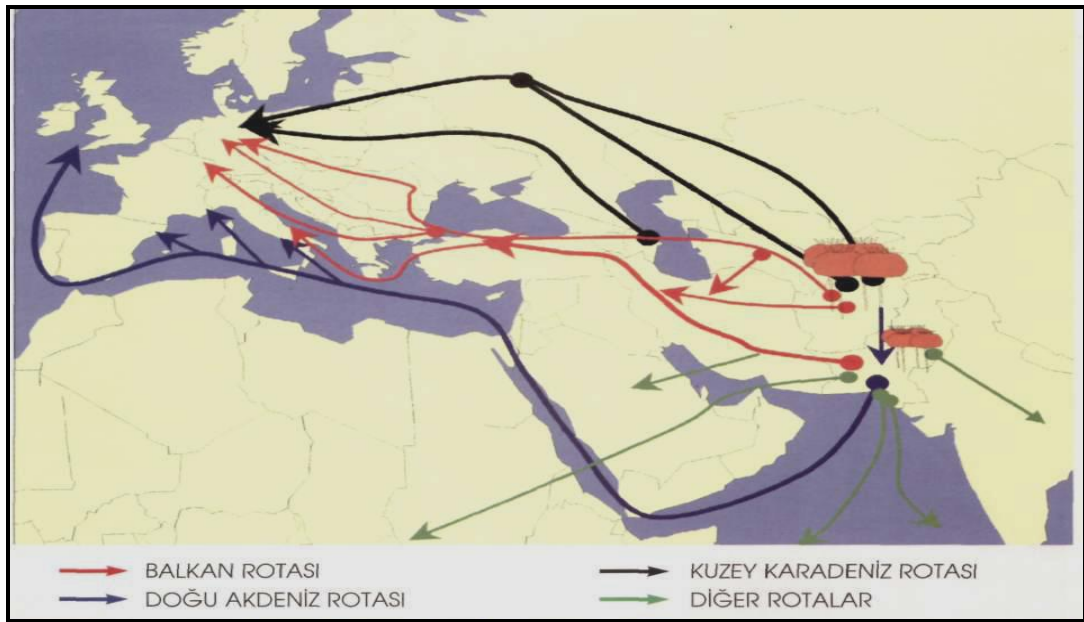 BALKAN ROTASI
DOĞU AKDENİZ ROTASI
KUZEY KARADENİZ ROTASI
DİĞER ROTALAR